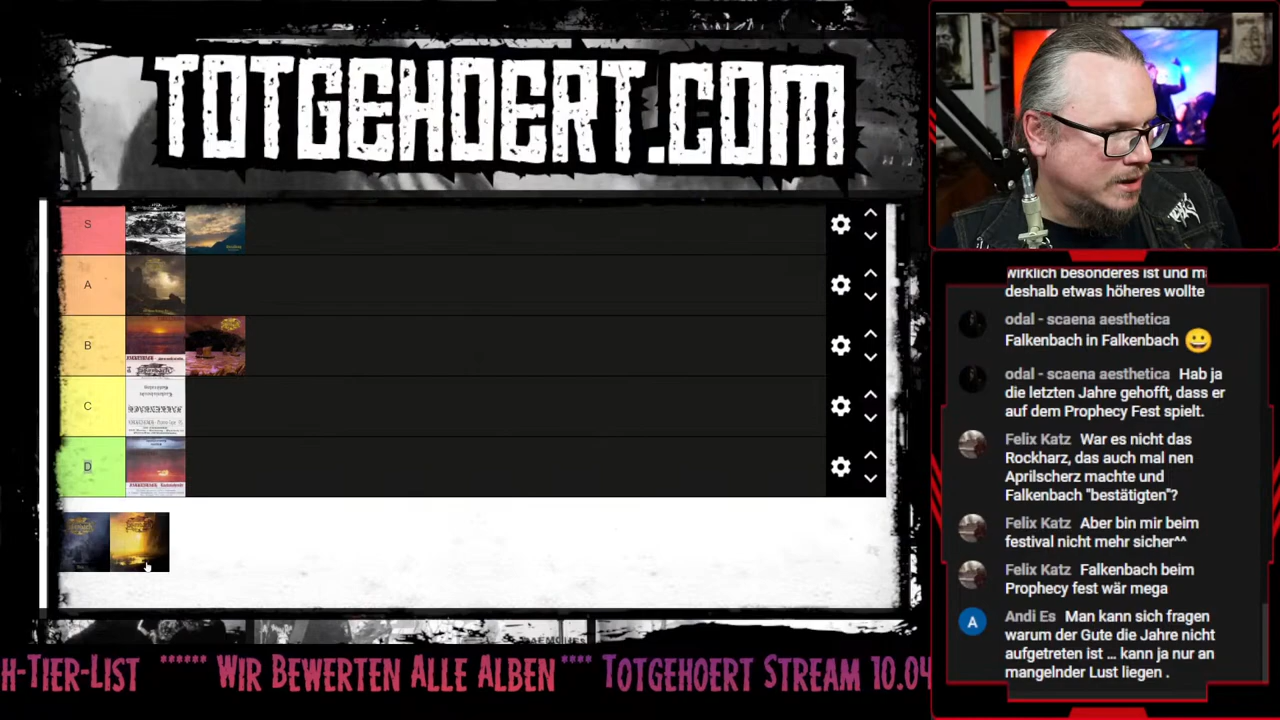 TOTGEHOERT.COM
S
A
B
C
D
wirklich besonderes ist und
deshalb etwas höheres wollte
odal - scaena aesthetica
Falkenbach in Falkenbach 😀
odal - scaena aesthetica Hab ja
die letzten Jahre gehofft, dass er
auf dem Prophecy Fest spielt.
Felix Katz War es nicht das
Rockharz, das auch mal nen
Aprilscherz machte und
Falkenbach "bestätigten"?
Felix Katz Aber bin mir beim
festival nicht mehr sicher^^
Felix Katz Falkenbach beim
Prophecy fest wär mega
A
Andi Es Man kann sich fragen
warum der Gute die Jahre nicht
aufgetreten ist ... kann ja nur an
mangelnder Lust liegen .
H-Tier-List ****** Wir Bewerten Alle Alben **** Totgehoert Stream 10.04